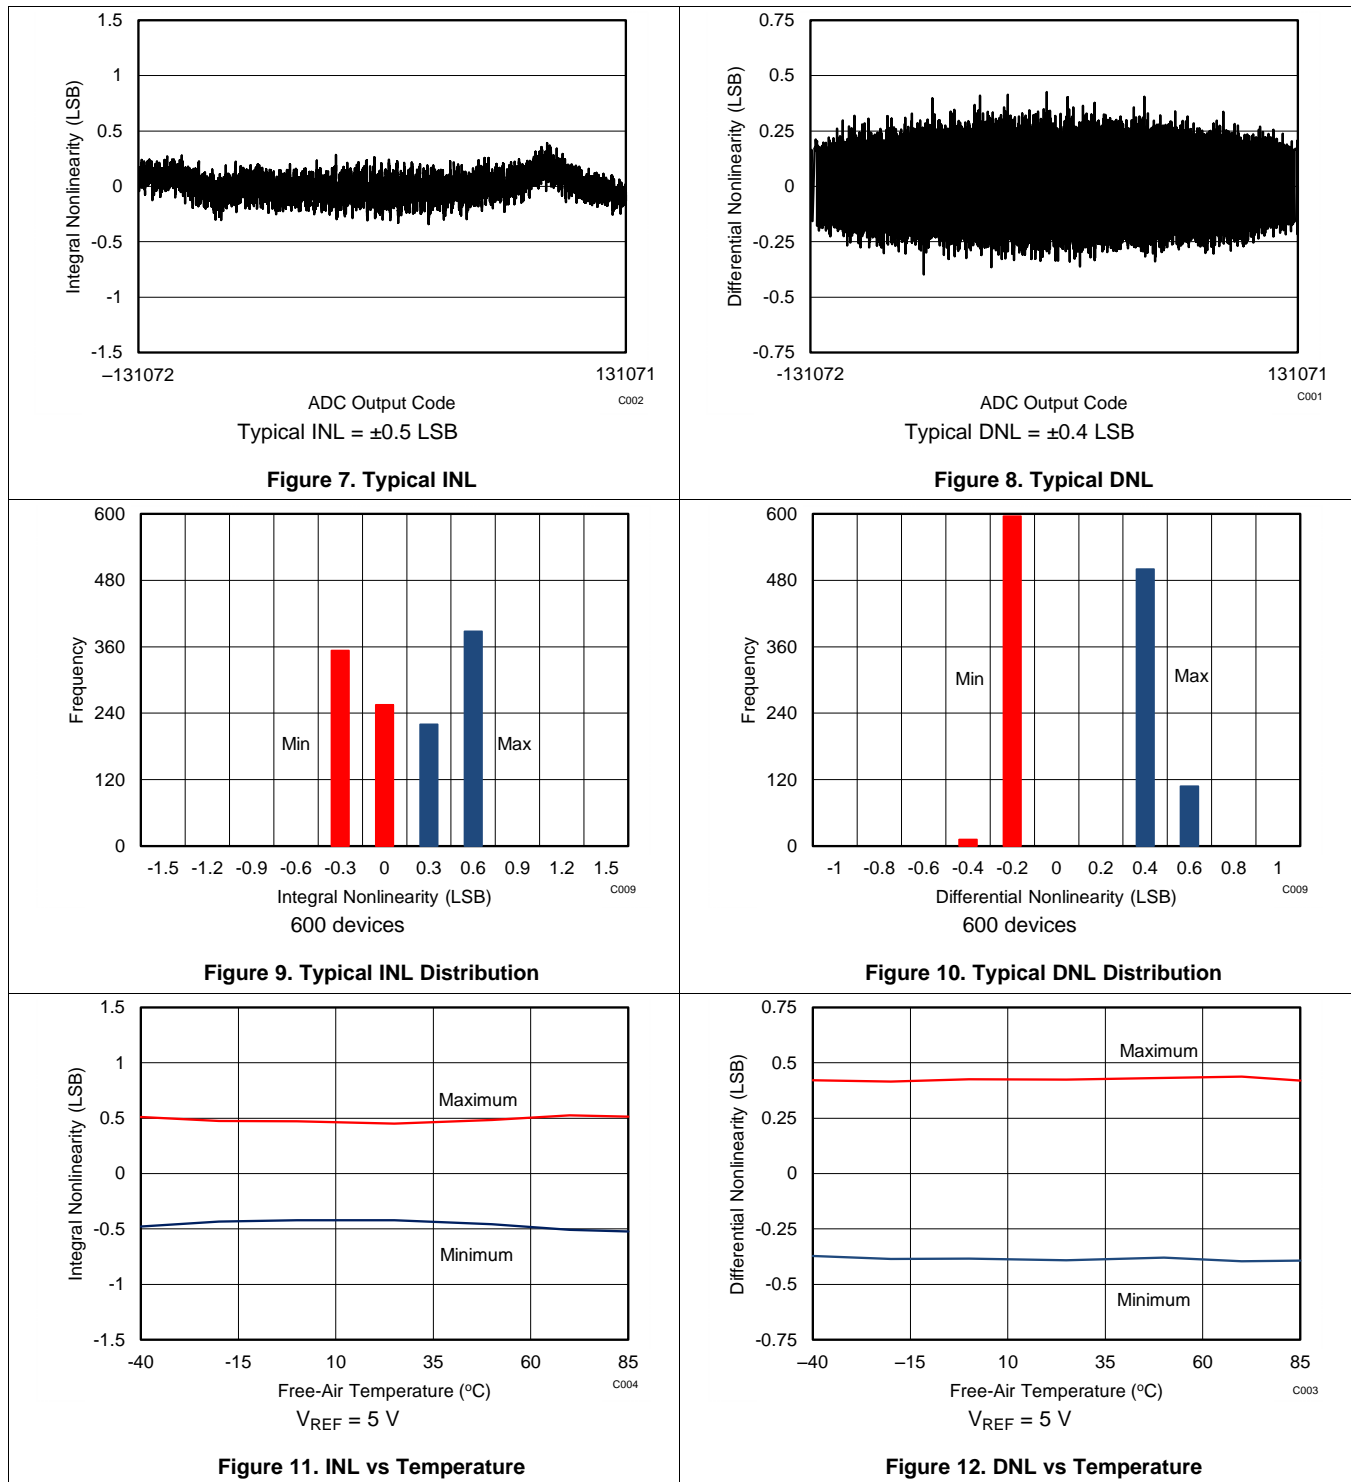 1.5
1
0.5
0
-0.5
-1
-1.5
Integral Nonlinearity (LSB)
–131072
131071
ADC Output Code
C002
Typical INL = ±0.5 LSB
Figure 7. Typical INL
0.75
0.5
0.25
0
-0.25
-0.5
-0.75
Differential Nonlinearity (LSB)
-131072
131071
ADC Output Code
C001
Typical DNL = ±0.4 LSB
Figure 8. Typical DNL
600
480
360
240
120
0
Frequency
Min
Max
-1.5 -1.2 -0.9 -0.6 -0.3 0 0.3 0.6 0.9 1.2 1.5
Integral Nonlinearity (LSB)
C009
600 devices
Figure 9. Typical INL Distribution
600
480
360
240
120
0
Frequency
Min
Max
-1 -0.8 -0.6 -0.4 -0.2 0 0.2 0.4 0.6 0.8 1
Differential Nonlinearity (LSB)
C009
600 devices
Figure 10. Typical DNL Distribution
1.5
1
0.5
0
-0.5
-1
-1.5
Integral Nonlinearity (LSB)
Maximum
Minimum
-40 -15 10 35 60 85
Free-Air Temperature (°C)
C004
VREF = 5 V
Figure 11. INL vs Temperature
0.75
0.5
0.25
0
-0.25
-0.5
-0.75
Differential Nonlinearity (LSB)
Maximum
Minimum
–40 –15 10 35 60 85
Free-Air Temperature (°C)
C003
VREF = 5 V
Figure 12. DNL vs Temperature